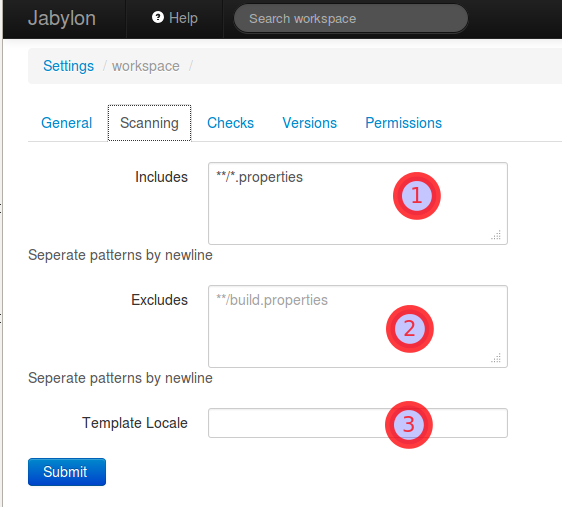 Jabylon Help Search workspace
Settings / workspace /
General Scanning Checks Versions Permissions
Includes **/*.properties 1
Seperate patterns by newline
Excludes **/build.properties 2
Seperate patterns by newline
Template Locale 3
Submit